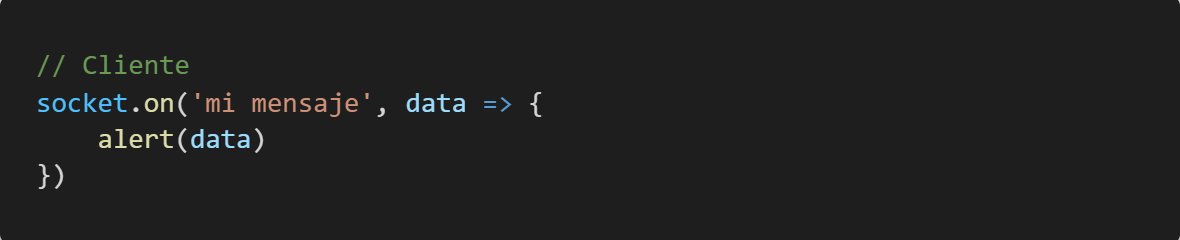 // Cliente
socket.on('mi mensaje', data => {
    alert(data)
})